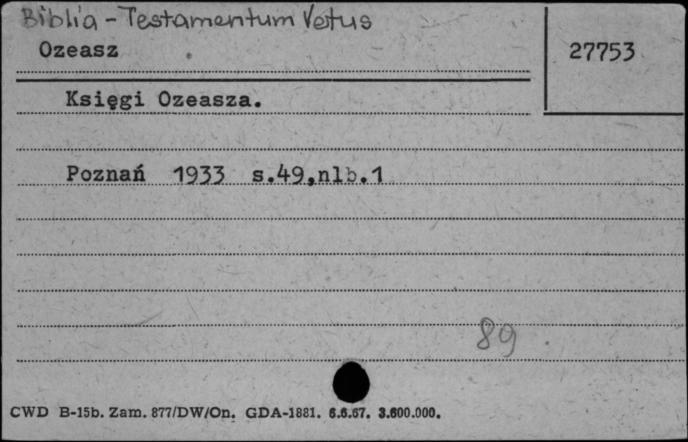 Biblia - Testamentum Vetus
Ozeasz
27753
Księgi Ozeasza.
Poznań 1933 s.49,nlb.1
89
CWD B-15b. Zam. 877/DW/On. GDA-1881. 6.6.67. 3.600.000.